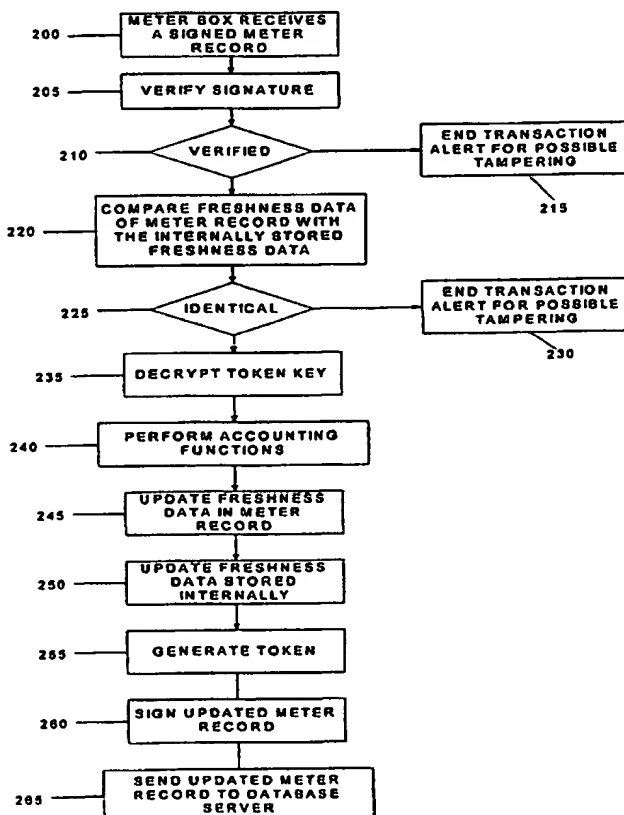 200
METER BOX RECEIVES
A SIGNED METER
RECORD
205
VERIFY SIGNATURE
210
VERIFIED
END TRANSACTION
ALERT FOR POSSIBLE
TAMPERING
215
220
COMPARE FRESHNESS DATA
OF METER RECORD WITH
THE INTERNALLY STORED
FRESHNESS DATA
225
IDENTICAL
END TRANSACTION
ALERT FOR POSSIBLE
TAMPERING
230
235
DECRYPT TOKEN KEY
240
PERFORM ACCOUNTING
FUNCTIONS
245
UPDATE FRESHNESS
DATA IN METER
RECORD
250
UPDATE FRESHNESS
DATA STORED
INTERNALLY
255
GENERATE TOKEN
260
SIGN UPDATED METER
RECORD
265
SEND UPDATED METER
RECORD TO DATABASE
SERVER